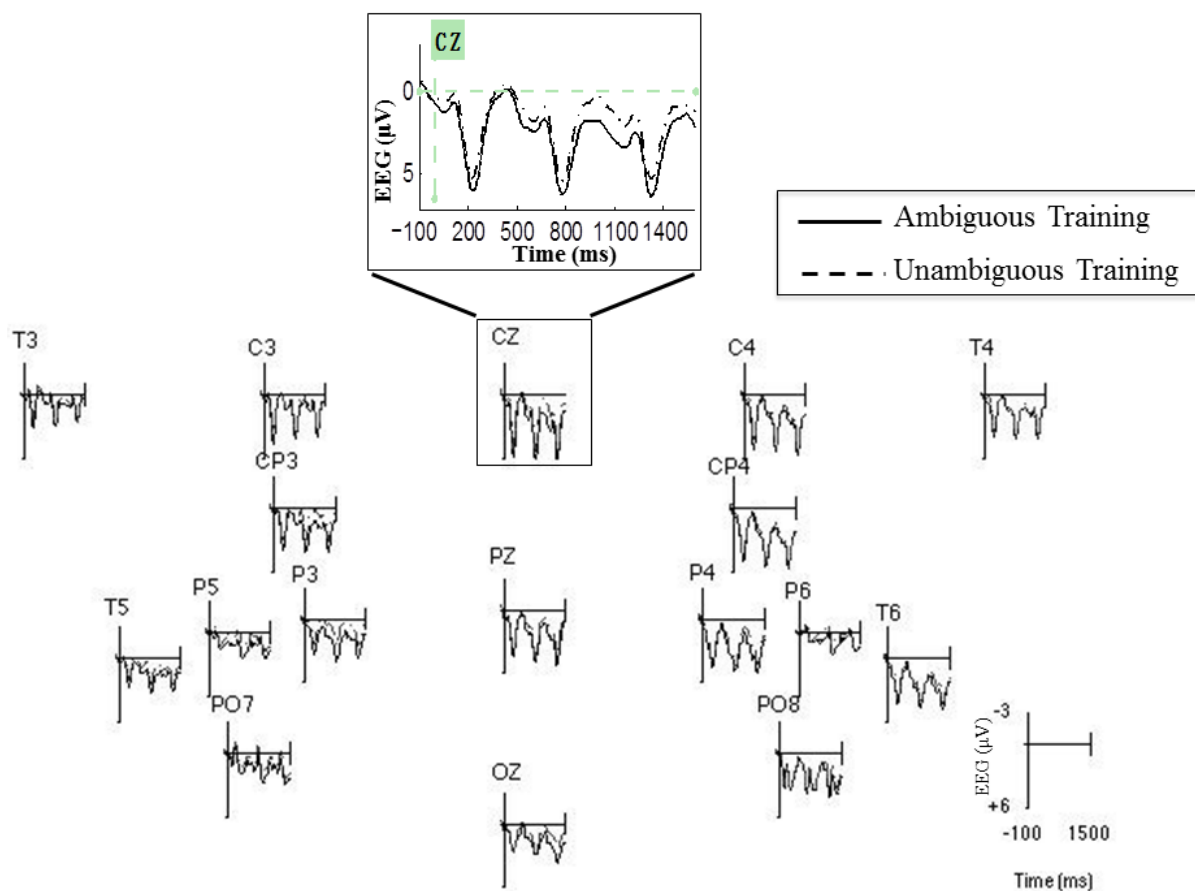 CZ
0
5
EEG (µV)
−100 200 500 800 1100 1400
Time (ms)
Ambiguous Training
Unambiguous Training
T3
C3
CZ
C4
T4
CP3
CP4
T5
P5
P3
PZ
P4
P6
T6
PO7
PO8
OZ
-3
EEG (µV)
+6
-100 1500
Time (ms)